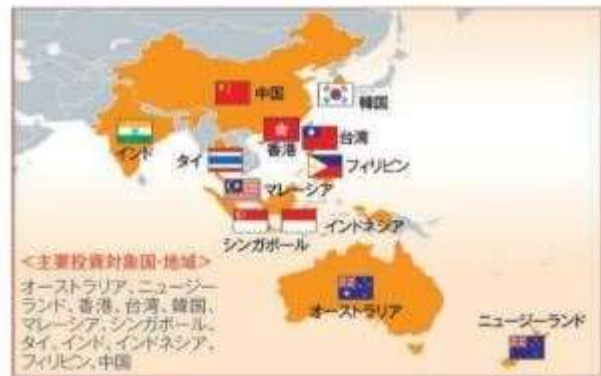 中国
韓国
インド
香港
台湾
タイ
フィリピン
マレーシア
インドネシア
シンガポール
<主要投資対象国・地域>
オーストラリア、ニュージー
ランド、香港、台湾、韓国、
マレーシア、シンガポール、
タイ、インド、インドネシア、
フィリピン、中国
オーストラリア
ニュージーランド